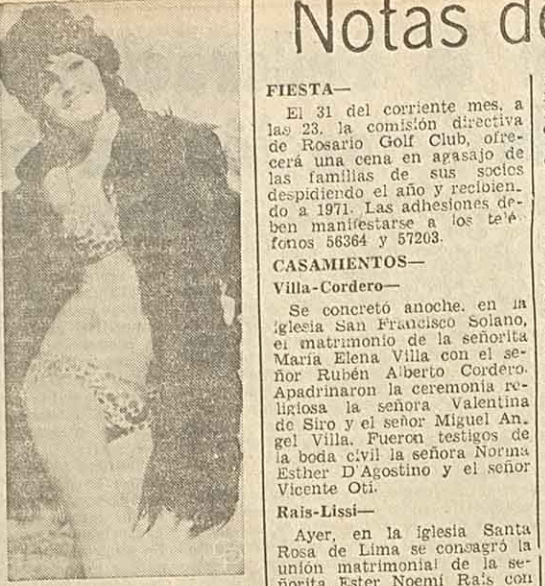 Notas de
FIESTA—
El 31 del corriente mes, a
las 23. la comisión directiva
de Rosario Golf Club, ofre-
cerá una cena en agasajo de
las familias de sus socios
despidiendo el año y recibien-
do a 1971. Las adhesiones de-
ben manifestarse a los telé
fonos 56364 y 57203.
CASAMIENTOS—
Villa-Cordero—
Se concretó anoche. en la
iglesia San Francisco Solano,
el matrimonio de la señorita
María Elena Villa con el se-
ñor Rubén Alberto Cordero.
Apadrinaron la ceremonia re-
ligiosa la señora Valentina
de Siro y el señor Miguel An-
gel Villa. Fueron testigos de
la boda civil la señora Norma
Esther D'Agostino y el señor
Vicente Oti.
Rais-Lissi—
Ayer, en la iglesia Santa
Rosa de Lima se consagró la
unión matrimonial de la se-
ñorita Ester Noemí Rais con